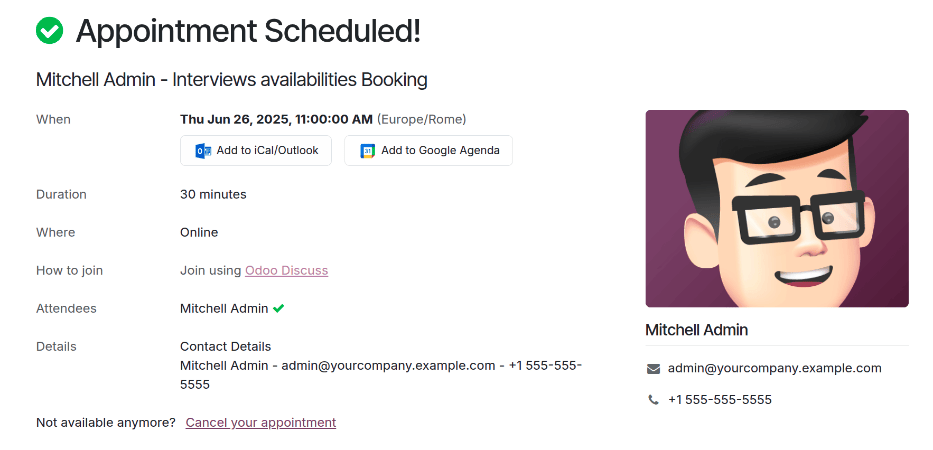 Appointment Scheduled!
Mitchell Admin - Interviews availabilities Booking
When
Thu Jun 26, 2025, 11:00:00 AM (Europe/Rome)
Add to iCal/Outlook
31
Add to Google Agenda
Duration
30 minutes
Where
Online
How to join
Join using Odoo Discuss
Attendees
Mitchell Admin
Details
Contact Details
Mitchell Admin - admin@yourcompany.example.com - +1 555-555-
5555
Not available anymore? Cancel your appointment
Mitchell Admin
admin@yourcompany.example.com
+1 555-555-5555